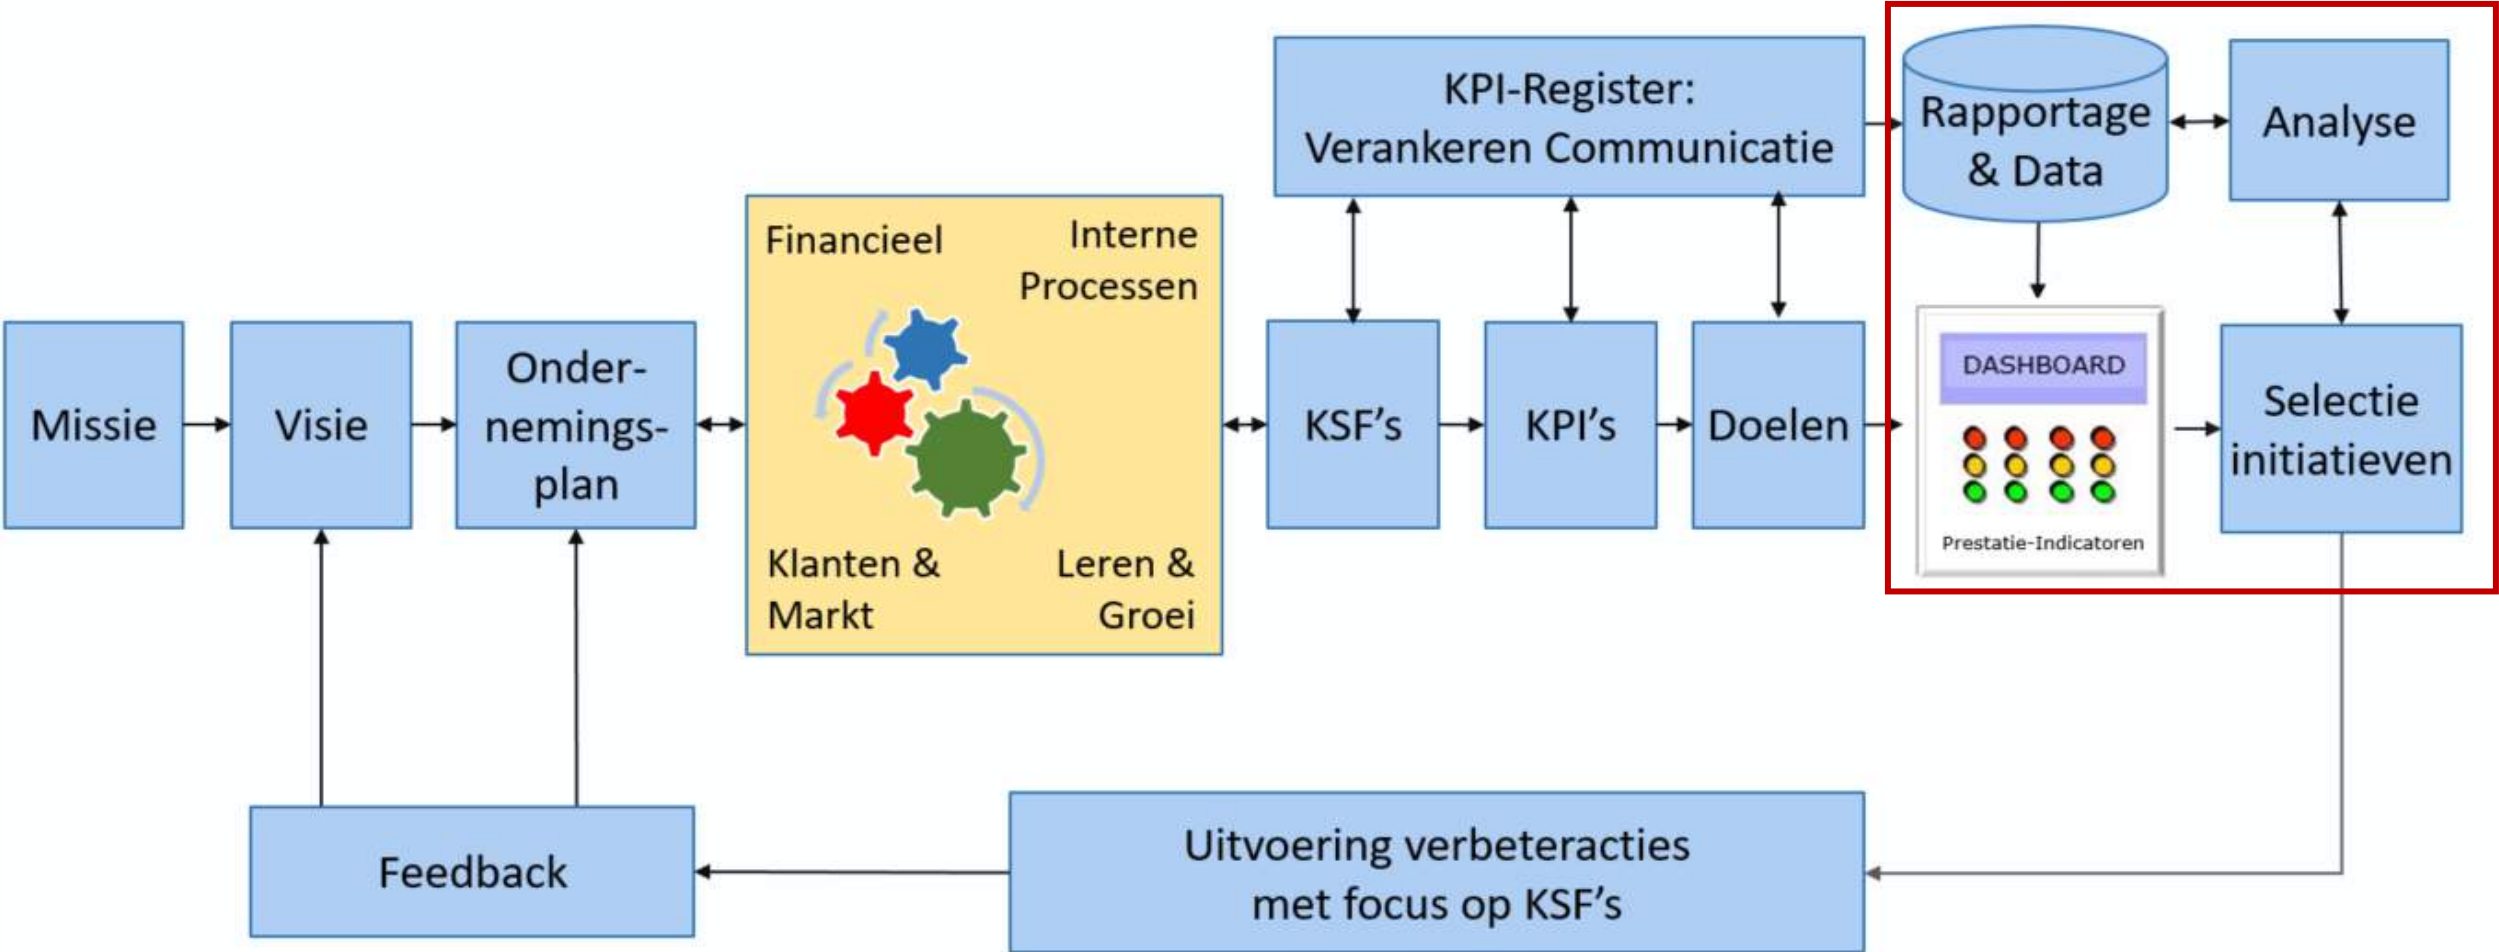 KPI-Register:
Verankeren Communicatie
Rapportage
& Data
Analyse
Financieel
Interne
Processen
Klanten &
Markt
Leren &
Groei
Missie
Visie
Onder-
nemings-
plan
KSF’s
KPI’s
Doelen
DASHBOARD
Prestatie-Indicatoren
Selectie
initiatieven
Feedback
Uitvoering verbeteracties
met focus op KSF’s